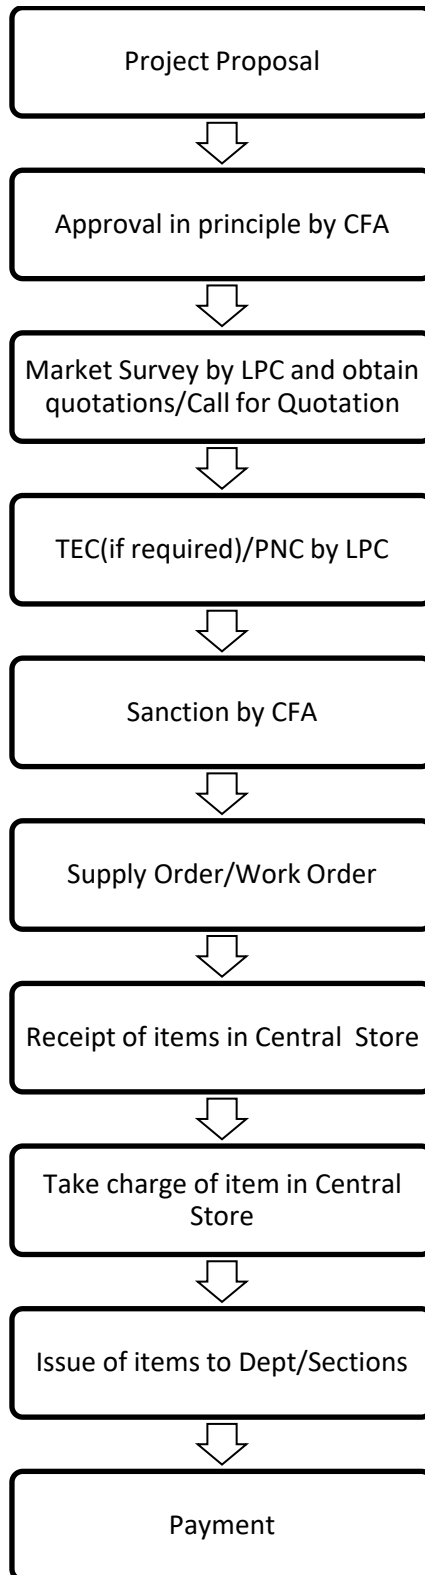 Project Proposal
Approval in principle by CFA
Market Survey by LPC and obtain
quotations/Call for Quotation
TEC(if required)/PNC by LPC
Sanction by CFA
Supply Order/Work Order
Receipt of items in Central Store
Take charge of item in Central
Store
Issue of items to Dept/Sections
Payment